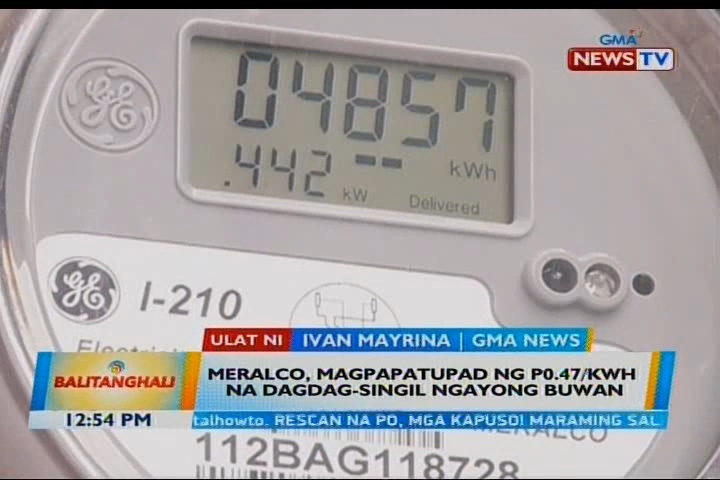 GMA
NEWS TV
GE
04857
kWh
.442 kW
Delivered
GE I-210
ULAT NI IVAN MAYRINA | GMA NEWS
BALITANGHALI
MERALCO, MAGPAPATUPAD NG P0.47/KWH
NA DAGDAG-SINGIL NGAYONG BUWAN
12:54 PM
talhowto. RESCAN NA PO, MGA KAPUSO! MARAMING SAL
MERALCO
112BAG118728